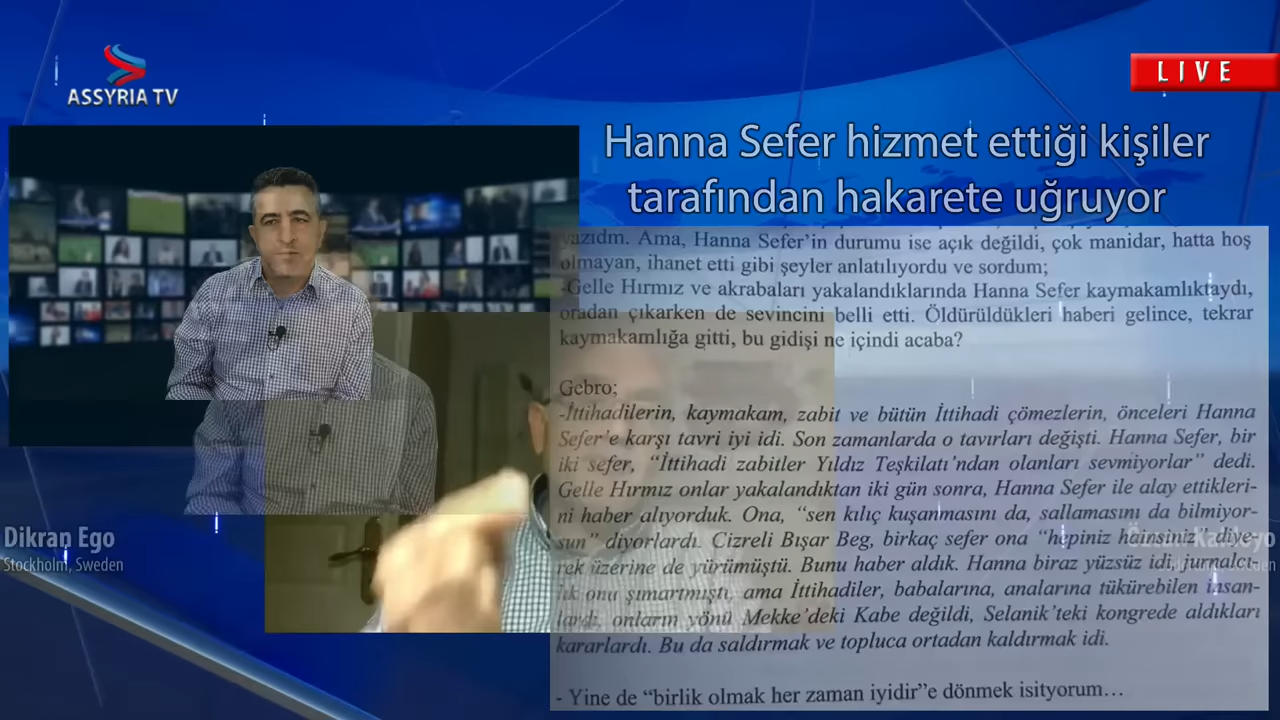 ASSYRIA TV
LIVE
Hanna Sefer hizmet ettiği kişiler
tarafından hakarete uğruyor
yazıdm. Ama, Hanna Sefer'in durumu ise açık değildi, çok manidar, hatta hoş
olmayan, ihanet etti gibi şeyler anlatılıyordu ve sordum;
-Gelle Hırmız ve akrabaları yakalandıklarında Hanna Sefer kaymakamlıktaydı,
oradan çıkarken de sevincini belli etti. Öldürüldükleri haberi gelince, tekrar
kaymakamlığa gitti, bu gidişi ne içindi acaba?
Gebro;
-İttihadilerin, kaymakam, zabit ve bütün İttihadi çömezlerin, önceleri Hanna
Sefer'e karşı tavri iyi idi. Son zamanlarda o tavırları değişti. Hanna Sefer, bir
iki sefer, "İttihadi zabitler Yıldız Teşkilatı'ndan olanları sevmiyorlar" dedi.
Gelle Hırmız onlar yakalandıktan iki gün sonra, Hanna Sefer ile alay ettikleri-
ni haber alıyorduk. Ona, "sen kılıç kuşanmasını da, sallamasını da bilmiyor-
sun" diyorlardı. Cizreli Bışar Beg, birkaç sefer ona "hepiniz hainsiniz" diye-
rek üzerine de yürümüştü. Bunu haber aldık. Hanna biraz yüzsüz idi, jurnalcı-
lık onu şımartmıştı, ama İttihadiler, babalarına, analarına tükürebilen insan-
lardı, onların yönü Mekke'deki Kabe değildi, Selanik'teki kongrede aldıkları
kararlardı. Bu da saldırmak ve topluca ortadan kaldırmak idi.
- Yine de "birlik olmak her zaman iyidir"e dönmek isityorum…
Dikran Ego
Stockholm, Sweden